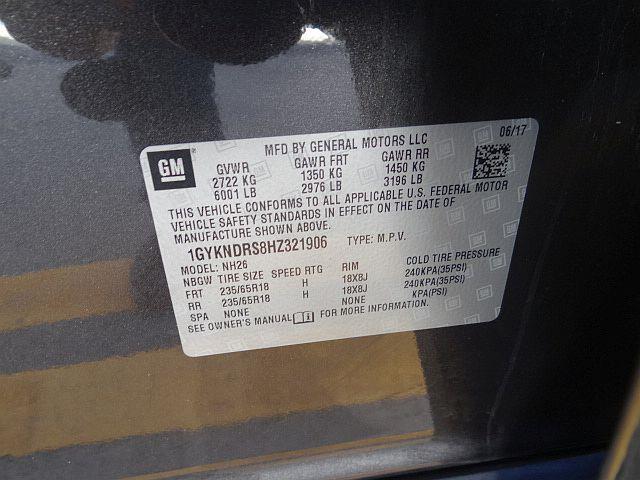 GM
MFD BY GENERAL MOTORS LLC 06/17
GVWR GAWR FRT GAWR RR
2722 KG 1350 KG 1450 KG
6001 LB 2976 LB 3196 LB
THIS VEHICLE CONFORMS TO ALL APPLICABLE U.S. FEDERAL MOTOR
VEHICLE SAFETY STANDARDS IN EFFECT ON THE DATE OF
MANUFACTURE SHOWN ABOVE.
1GYKNDRS8HZ321906 TYPE: M.P.V.
MODEL: NH26
NBGW TIRE SIZE SPEED RTG RIM COLD TIRE PRESSURE
FRT 235/65R18 H 18X8J 240KPA(35PSI)
RR 235/65R18 H 18X8J 240KPA(35PSI)
SPA NONE NONE KPA(PSI)
SEE OWNER'S MANUAL FOR MORE INFORMATION.